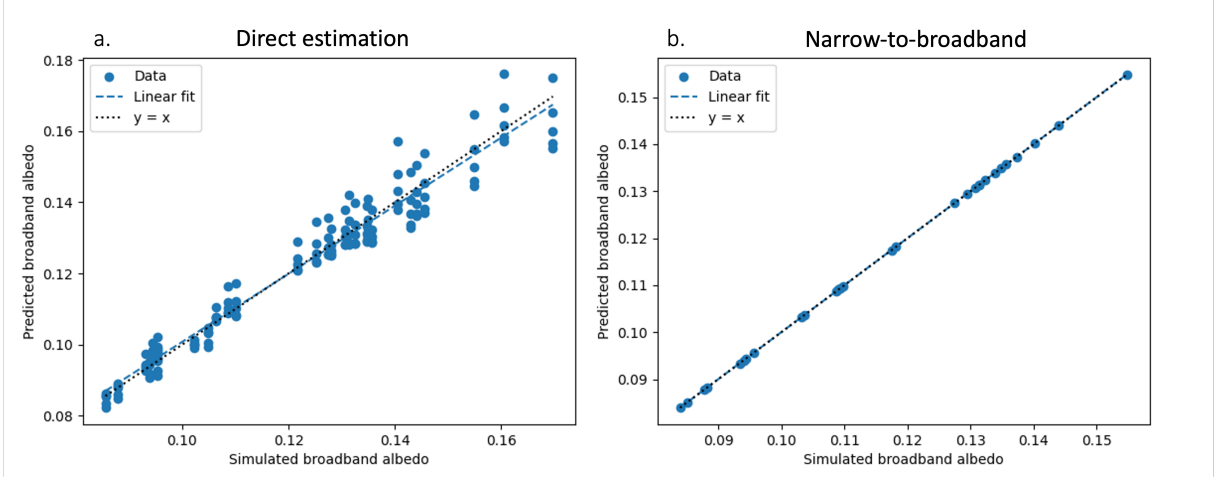 a.
Direct estimation
0.18
0.16
0.14
0.12
0.10
0.08
Predicted broadband albedo
Data
Linear fit
y = x
0.10
0.12
0.14
0.16
Simulated broadband albedo
b.
Narrow-to-broadband
0.15
0.14
0.13
0.12
0.11
0.10
0.09
Predicted broadband albedo
Data
Linear fit
y = x
0.09
0.10
0.11
0.12
0.13
0.14
0.15
Simulated broadband albedo